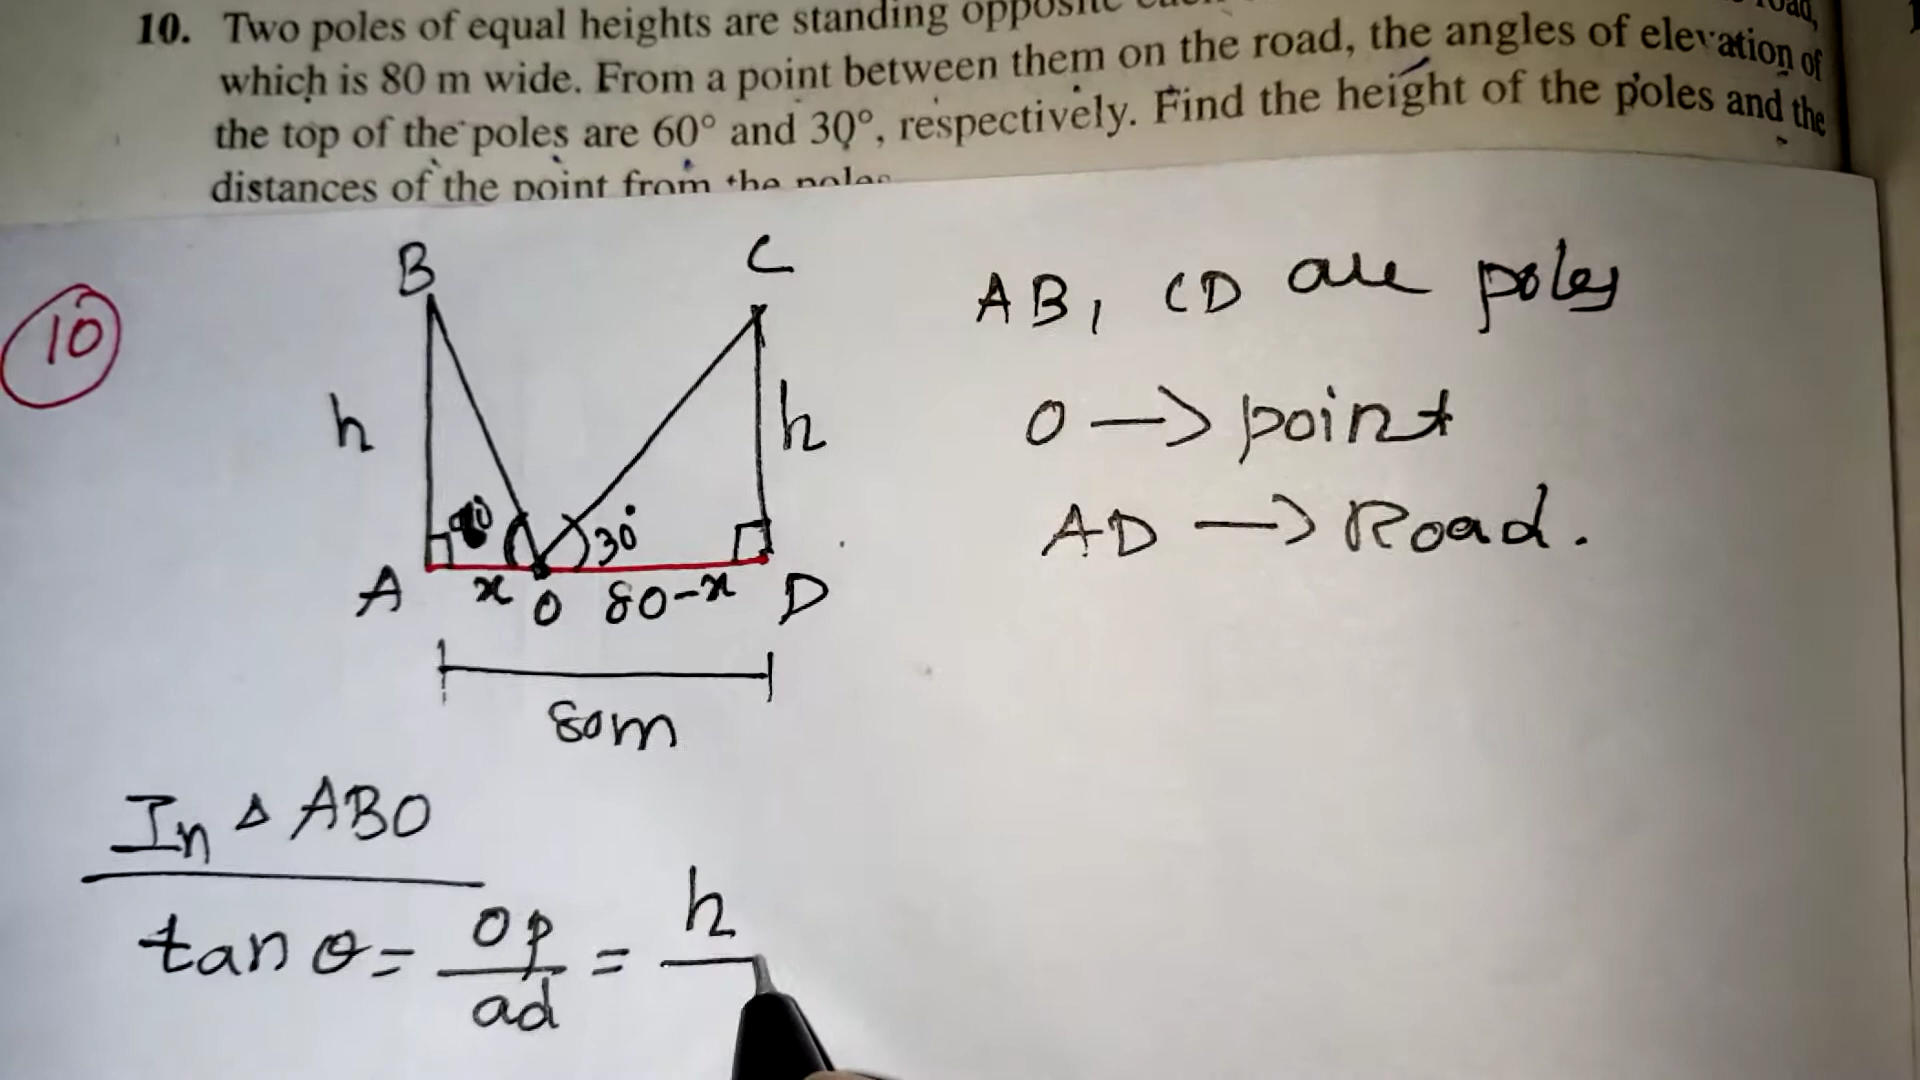 10. Two poles of equal heights are standing opposite
which is 80 m wide. From a point between them on the road, the angles of elevation of
the top of the poles are 60° and 30°, respectively. Find the height of the poles and the
distances of the point from the poles
10
B C
AB, CD are poles
h h
O → point
30°
AD → Road.
A x O 80-x D
80m
In Δ ABO
tan θ = op/ad = h